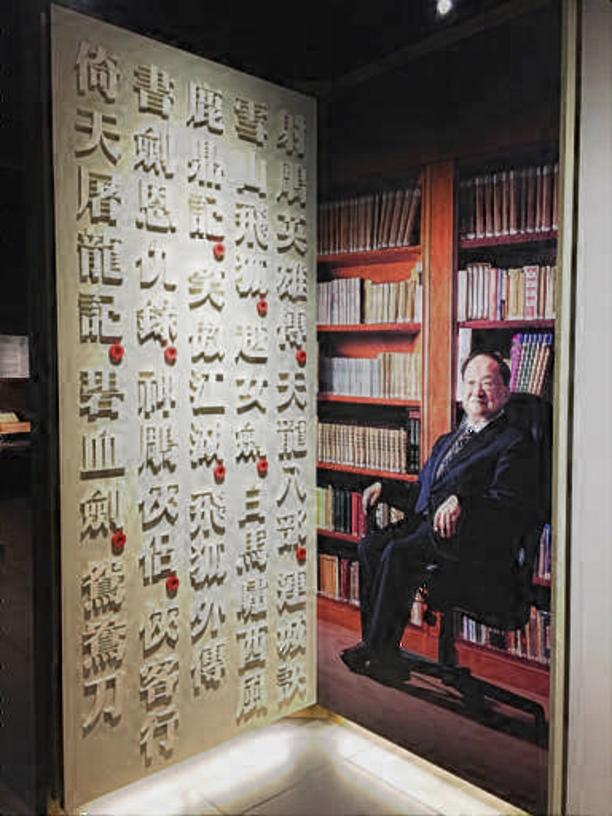 射鵰英雄傳•天龍八部•連城訣
雪山飛狐•越女劍•白馬嘯西風
鹿鼎記•笑傲江湖•飛狐外傳
書劍恩仇錄•神鵰俠侶•俠客行
倚天屠龍記•碧血劍•鴛鴦刀